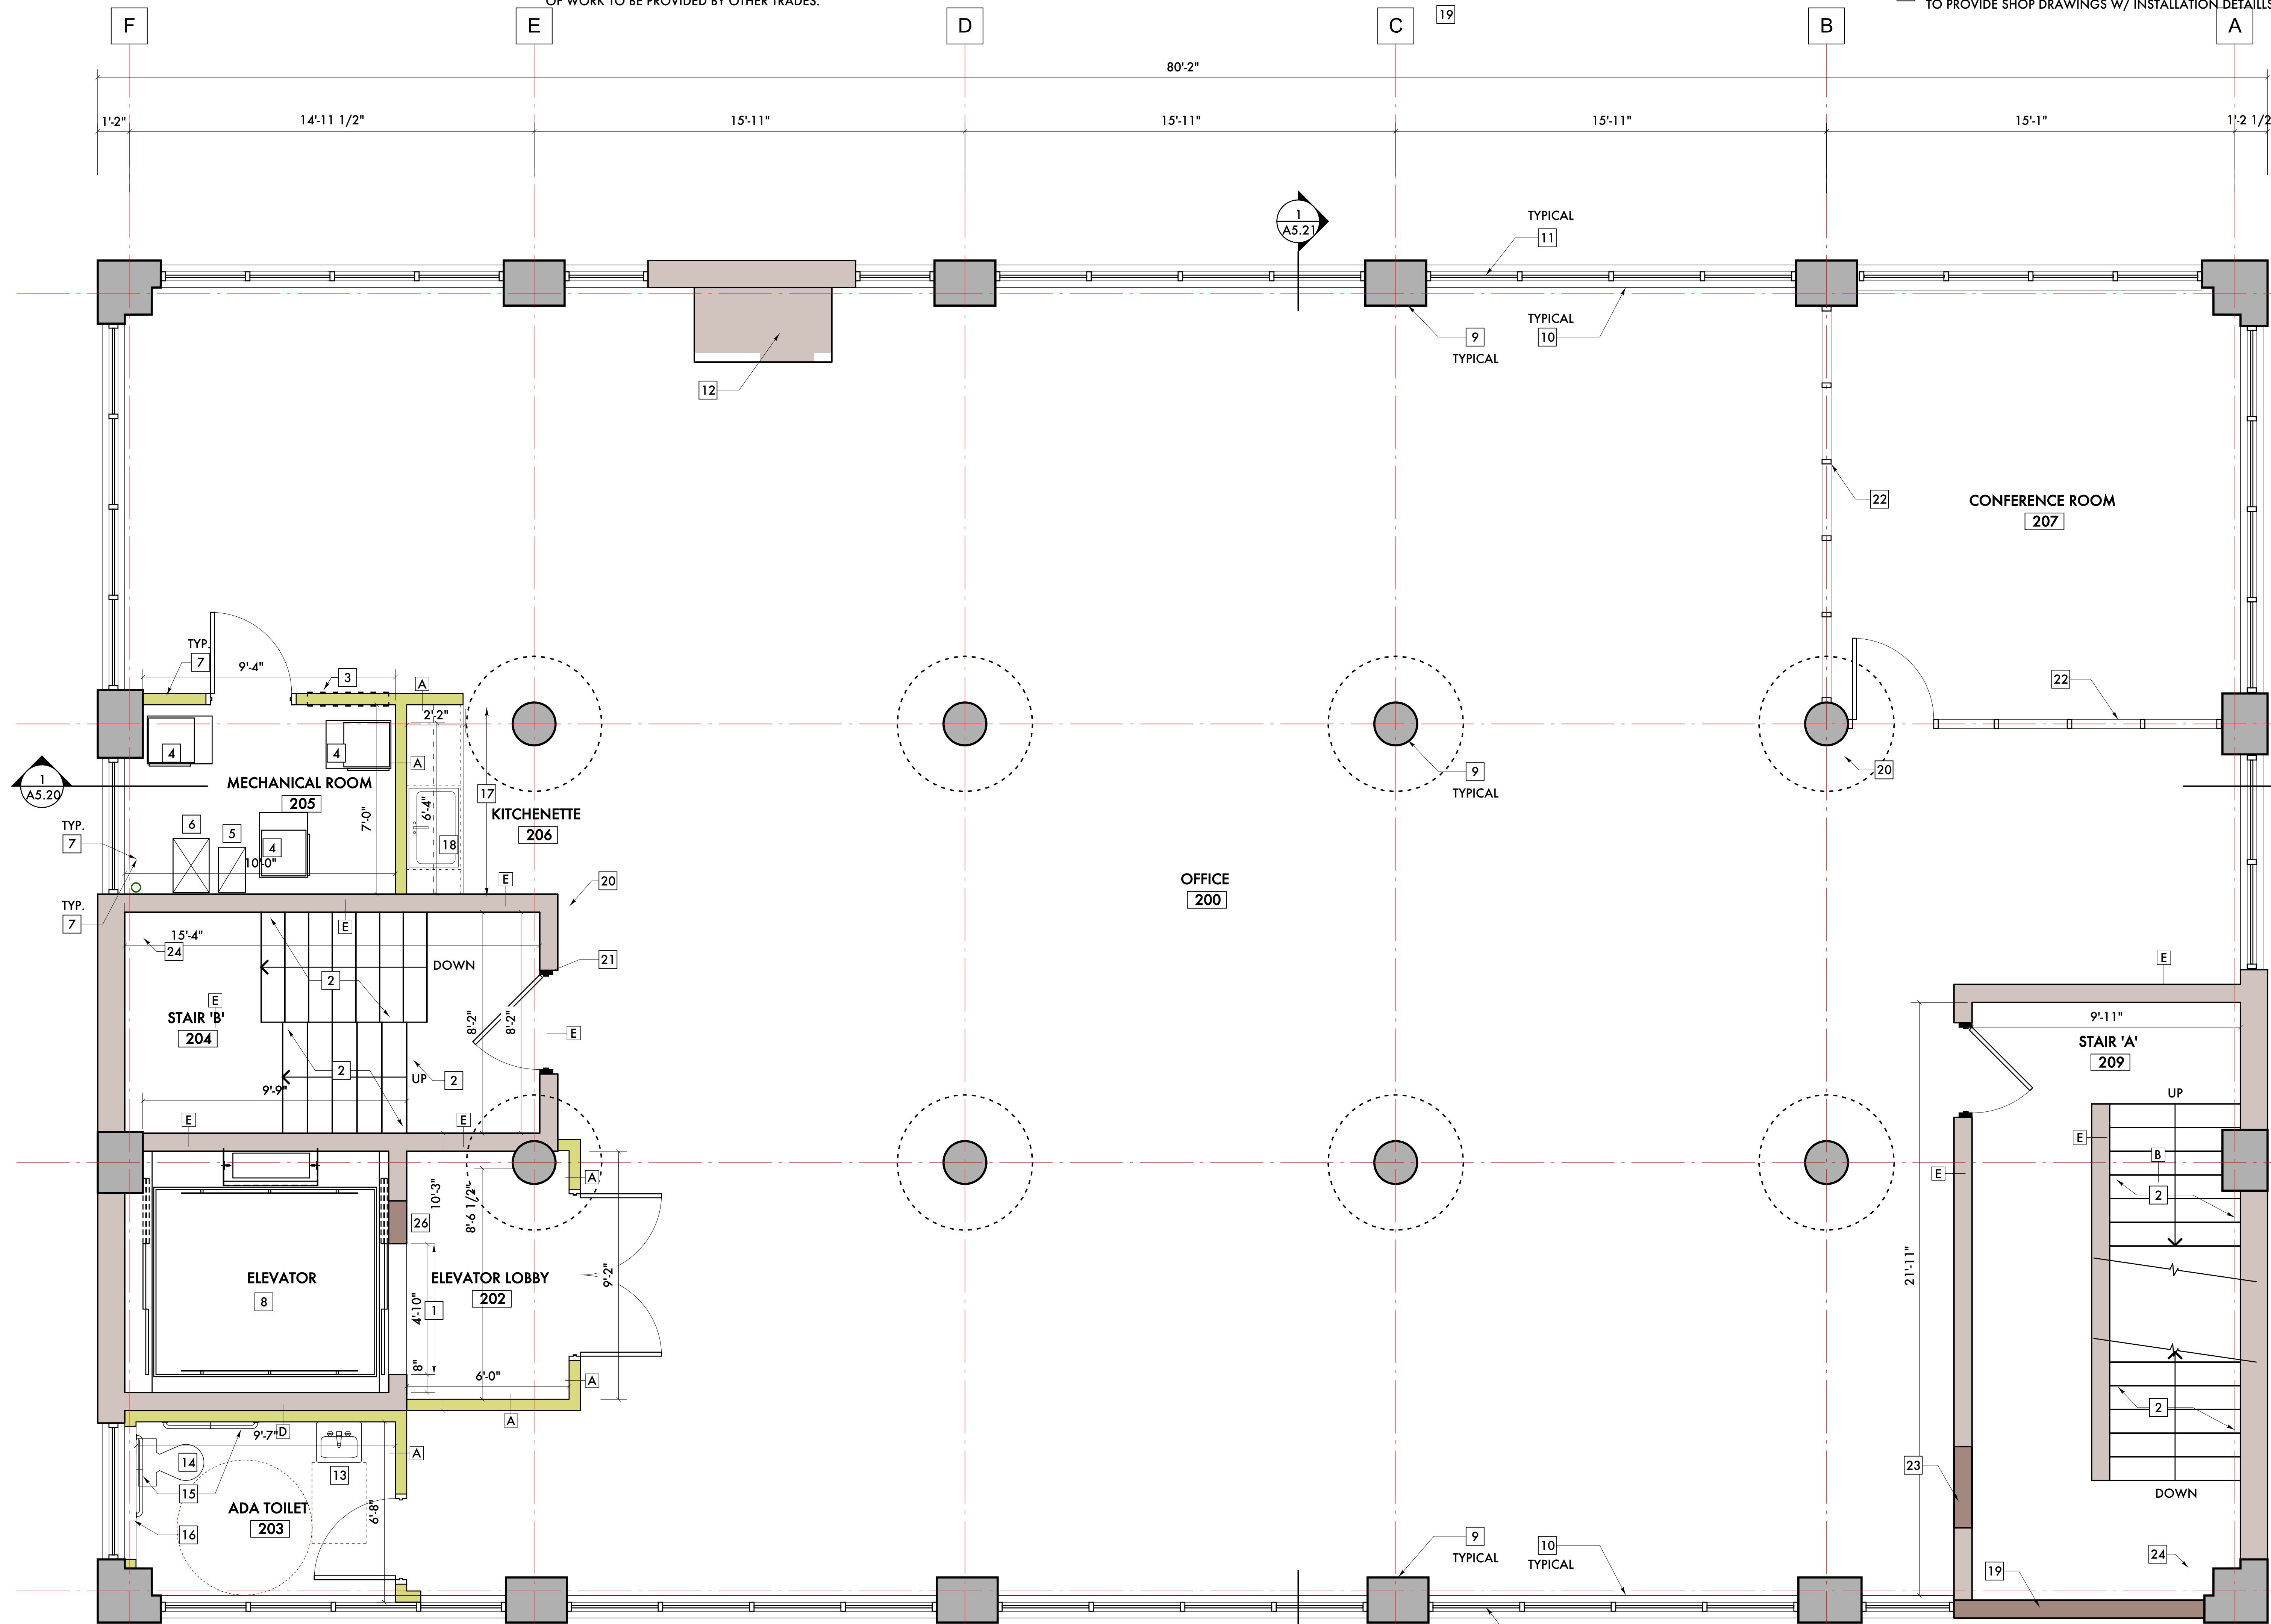 OF WORK TO BE PROVIDED BY OTHER TRADES.
19
TO PROVIDE SHOP DRAWINGS W/ INSTALLATION DETAILLS
F
E
D
C
B
A
80'-2"
1'-2"
14'-11 1/2"
15'-11"
15'-11"
15'-11"
15'-1"
1'-2 1/2
1
A5.21
TYPICAL
11
9
TYPICAL
TYPICAL
10
12
22
CONFERENCE ROOM
207
TYP.
7
9'-4"
3
A
2'-2"
22
4
4
A
1
A5.20
MECHANICAL ROOM
205
17
9
TYPICAL
20
TYP.
7
6
5
4
7'-0"
6'-4"
18
KITCHENETTE
206
10'-0"
TYP.
7
E
E
20
OFFICE
200
15'-4"
24
DOWN
21
2
E
STAIR 'B'
204
8'-2"
8'-2"
E
2
UP
2
9'-9"
E
E
E
9'-11"
STAIR 'A'
209
UP
E
B
E
2
21'-11"
A
10'-3"
8'-6 1/2"
26
ELEVATOR
8
ELEVATOR LOBBY
202
9'-2"
4'-10"
1
8"
6'-0"
A
A
D
9'-7"
A
14
13
15
ADA TOILET
203
6'-8"
16
2
23
DOWN
9
TYPICAL
10
TYPICAL
24
19